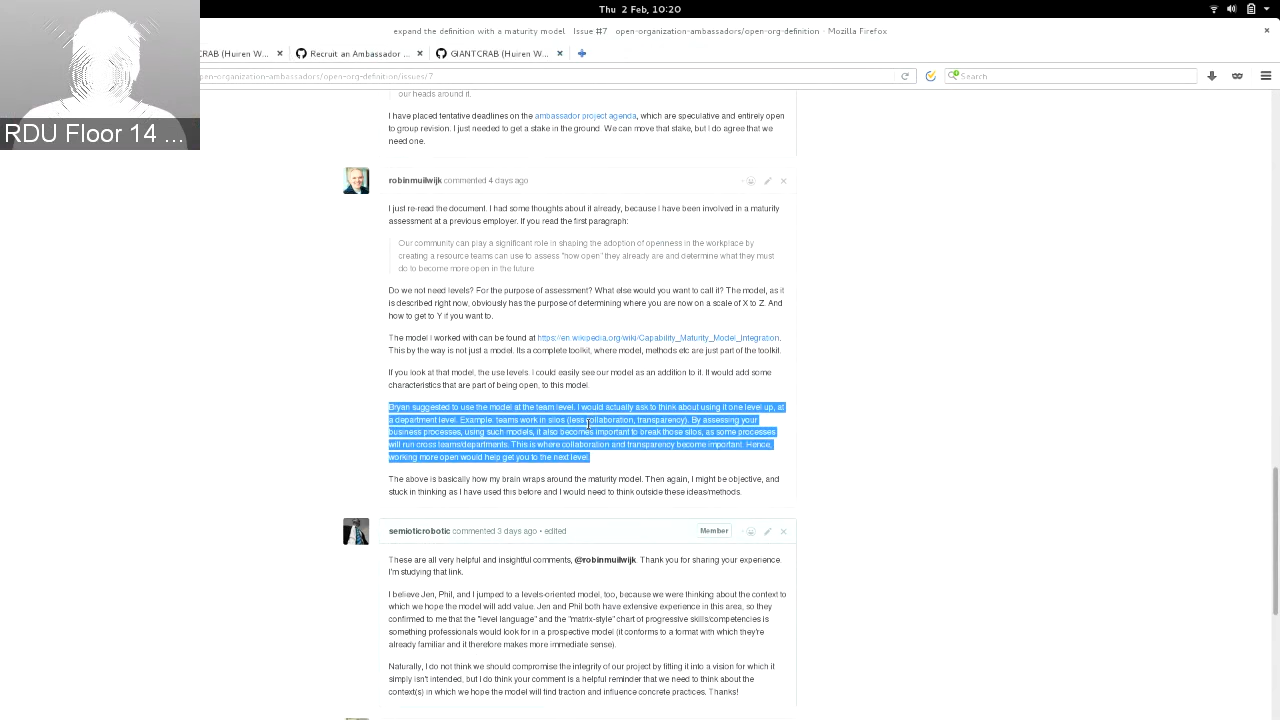 Thu 2 Feb, 10:20
expand the definition with a maturity model Issue #7 open-organization-ambassadors/open-org-definition - Mozilla Firefox
CRAB (Huiren W...
Recruit an Ambassador ...
GIANTCRAB (Huiren W...
open-organization-ambassadors/open-org-definition/issues/7
Search
RDU Floor 14 ...
our heads around it.
I have placed tentative deadlines on the ambassador project agenda, which are speculative and entirely open
to group revision. I just needed to get a stake in the ground. We can move that stake, but I do agree that we
need one.
robinmuilwijk commented 4 days ago
I just re-read the document. I had some thoughts about it already, because I have been involved in a maturity
assessment at a previous employer. If you read the first paragraph:
Our community can play a significant role in shaping the adoption of openness in the workplace by
creating a resource teams can use to assess "how open" they already are and determine what they must
do to become more open in the future
Do we not need levels? For the purpose of assessment? What else would you want to call it? The model, as it
is described right now, obviously has the purpose of determining where you are now on a scale of X to Z. And
how to get to Y if you want to.
The model I worked with can be found at https://en.wikipedia.org/wiki/Capability_Maturity_Model_Integration.
This by the way is not just a model. Its a complete toolkit, where model, methods etc are just part of the toolkit.
If you look at that model, the use levels. I could easily see our model as an addition to it. It would add some
characteristics that are part of being open, to this model.
Bryan suggested to use the model at the team level. I would actually ask to think about using it one level up, at
a department level. Example: teams work in silos (less collaboration, transparency). By assessing your
business processes, using such models, it also becomes important to break those silos, as some processes
will run cross teams/departments. This is where collaboration and transparency become important. Hence,
working more open would help get you to the next level.
The above is basically how my brain wraps around the maturity model. Then again, I might be objective, and
stuck in thinking as I have used this before and I would need to think outside these ideas/methods.
semioticrobotic commented 3 days ago • edited
Member
These are all very helpful and insightful comments, @robinmuilwijk. Thank you for sharing your experience.
I'm studying that link.
I believe Jen, Phil, and I jumped to a levels-oriented model, too, because we were thinking about the context to
which we hope the model will add value. Jen and Phil both have extensive experience in this area, so they
confirmed to me that the "level language" and the "matrix-style" chart of progressive skills/competencies is
something professionals would look for in a prospective model (it conforms to a format with which they're
already familiar and it therefore makes more immediate sense).
Naturally, I do not think we should compromise the integrity of our project by fitting it into a vision for which it
simply isn't intended, but I do think your comment is a helpful reminder that we need to think about the
context(s) in which we hope the model will find traction and influence concrete practices. Thanks!